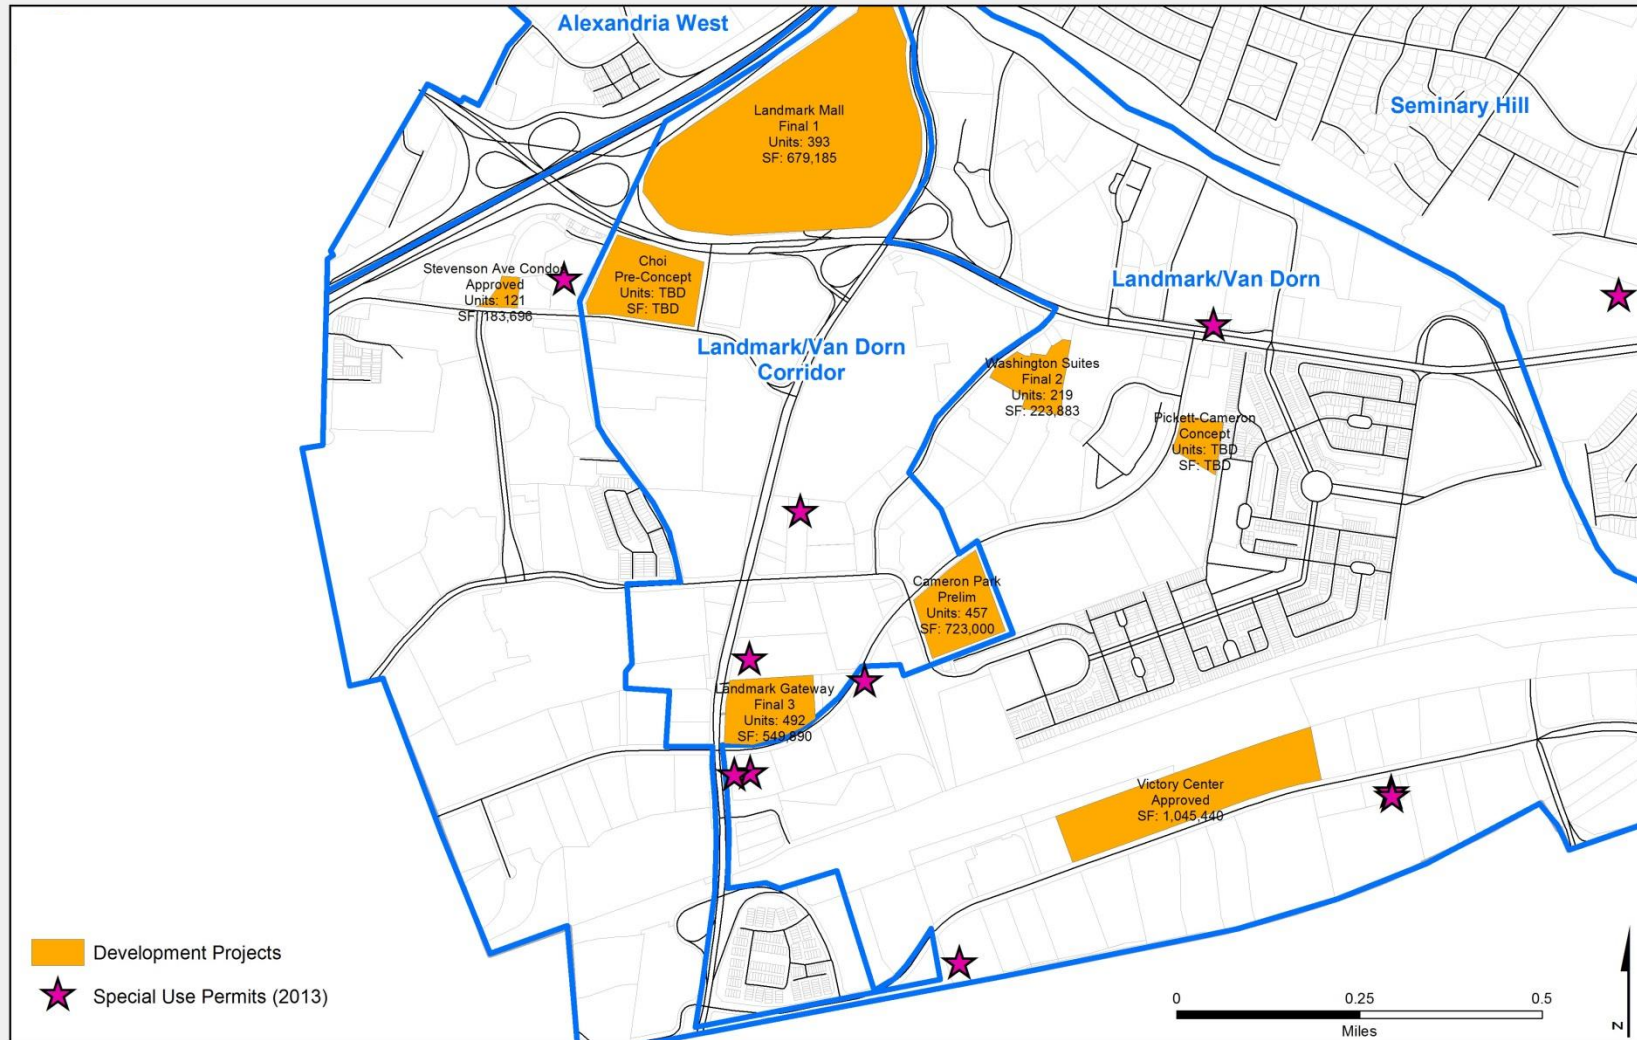 Alexandria West
Seminary Hill
Landmark Mall
Final 1
Units: 393
SF: 679,185
Stevenson Ave Condo
Approved
Units: 121
SF: 183,696
Choi
Pre-Concept
Units: TBD
SF: TBD
Landmark/Van Dorn
Landmark/Van Dorn
Corridor
Washington Suites
Final 2
Units: 219
SF: 223,883
Pickett-Cameron
Concept
Units: TBD
SF: TBD
Cameron Park
Prelim
Units: 457
SF: 723,000
Landmark Gateway
Final 3
Units: 492
SF: 549,890
Victory Center
Approved
SF: 1,045,440
Development Projects
Special Use Permits (2013)
0 0.25 0.5
Miles
N